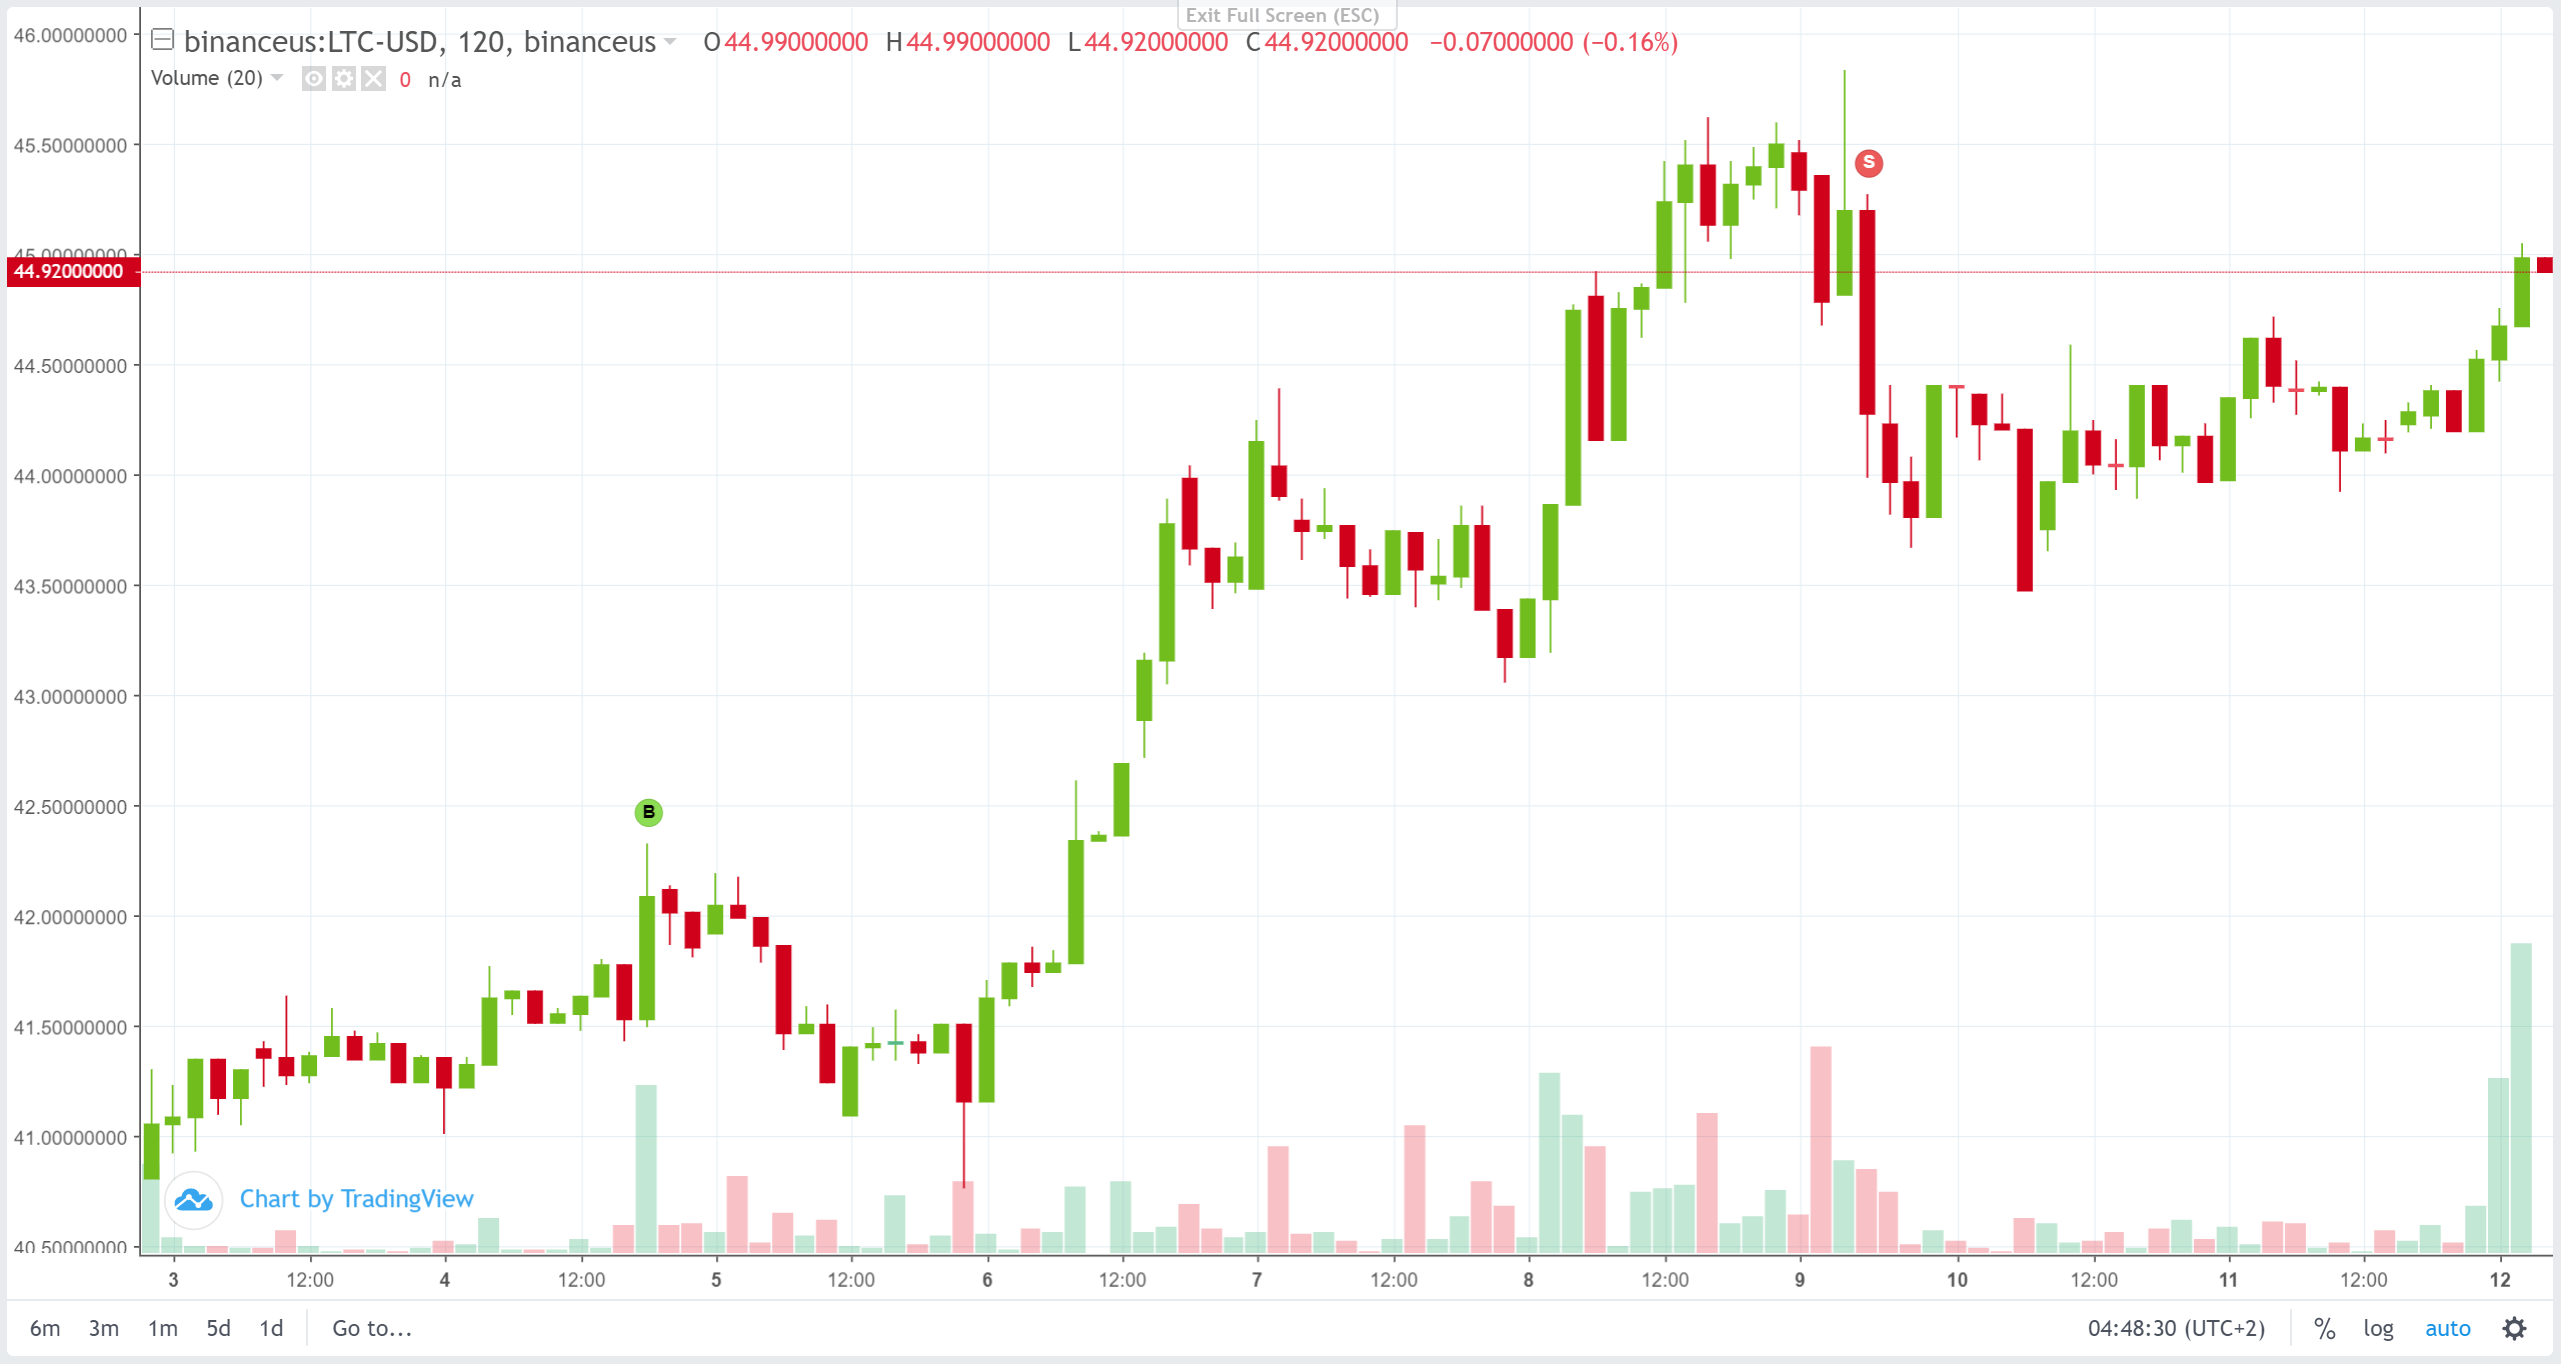 Exit Full Screen (ESC)
binanceus:LTC-USD, 120, binanceus O44.99000000 H44.99000000 L44.92000000 C44.92000000 −0.07000000 (−0.16%)
Volume (20) 0 n/a
46.00000000
45.50000000
45.00000000
44.92000000
44.50000000
44.00000000
43.50000000
43.00000000
42.50000000
42.00000000
41.50000000
41.00000000
40.50000000
S
B
Chart by TradingView
3 12:00 4 12:00 5 12:00 6 12:00 7 12:00 8 12:00 9 10 12:00 11 12:00 12
6m 3m 1m 5d 1d Go to... 04:48:30 (UTC+2) % log auto